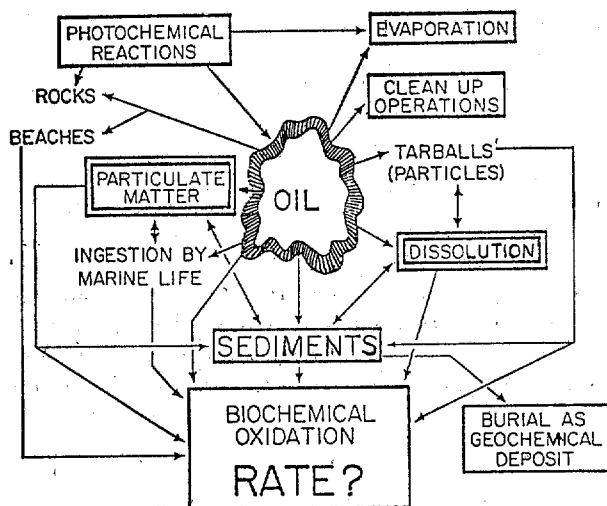 PHOTOCHEMICAL
REACTIONS
EVAPORATION
ROCKS
CLEAN UP
OPERATIONS
BEACHES
TARBALLS
(PARTICLES)
PARTICULATE
MATTER
OIL
INGESTION BY
MARINE LIFE
DISSOLUTION
SEDIMENTS
BIOCHEMICAL
OXIDATION
RATE?
BURIAL AS
GEOCHEMICAL
DEPOSIT